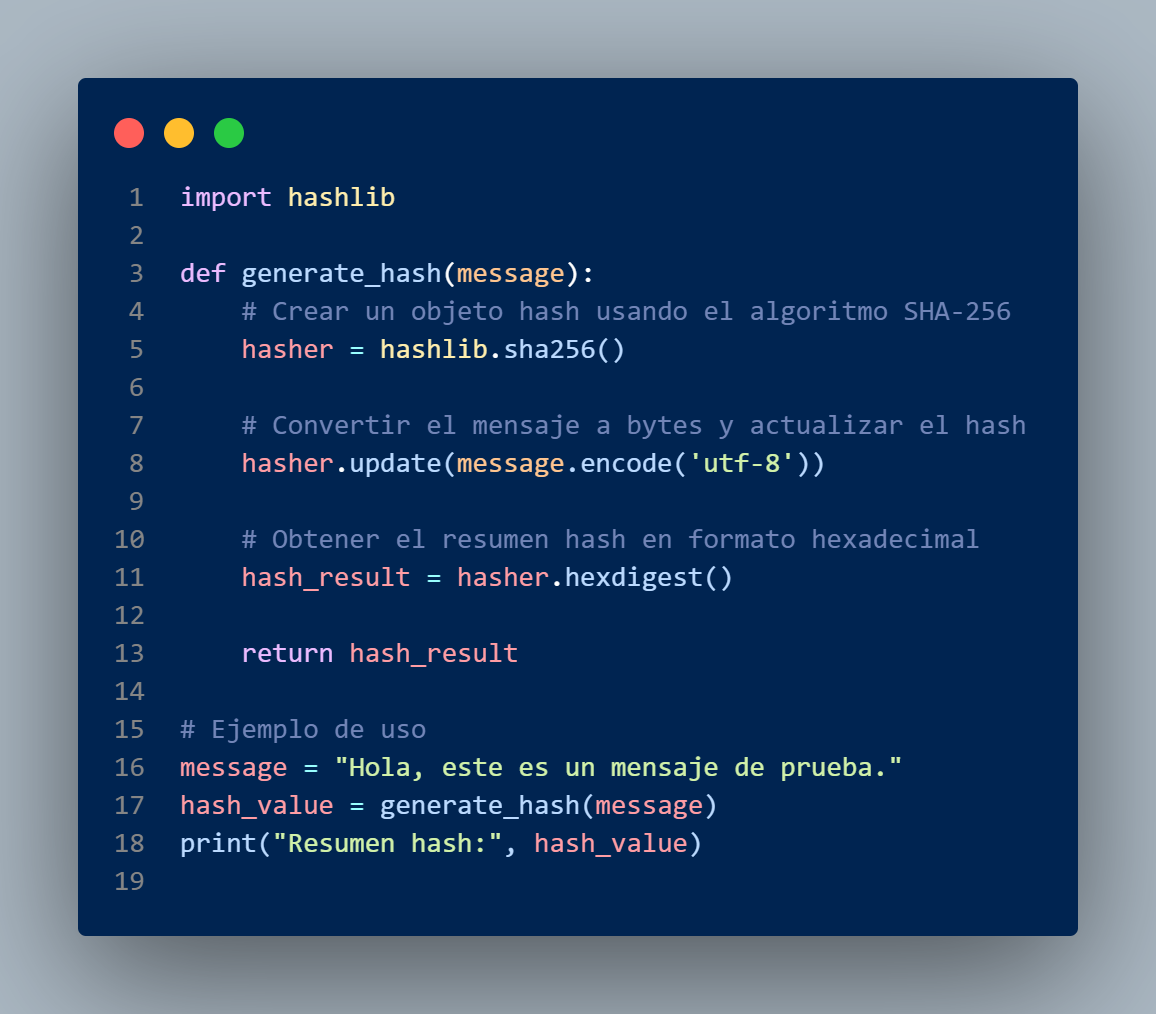 1 import hashlib
2
3 def generate_hash(message):
4     # Crear un objeto hash usando el algoritmo SHA-256
5     hasher = hashlib.sha256()
6
7     # Convertir el mensaje a bytes y actualizar el hash
8     hasher.update(message.encode('utf-8'))
9
10     # Obtener el resumen hash en formato hexadecimal
11     hash_result = hasher.hexdigest()
12
13     return hash_result
14
15 # Ejemplo de uso
16 message = "Hola, este es un mensaje de prueba."
17 hash_value = generate_hash(message)
18 print("Resumen hash:", hash_value)
19